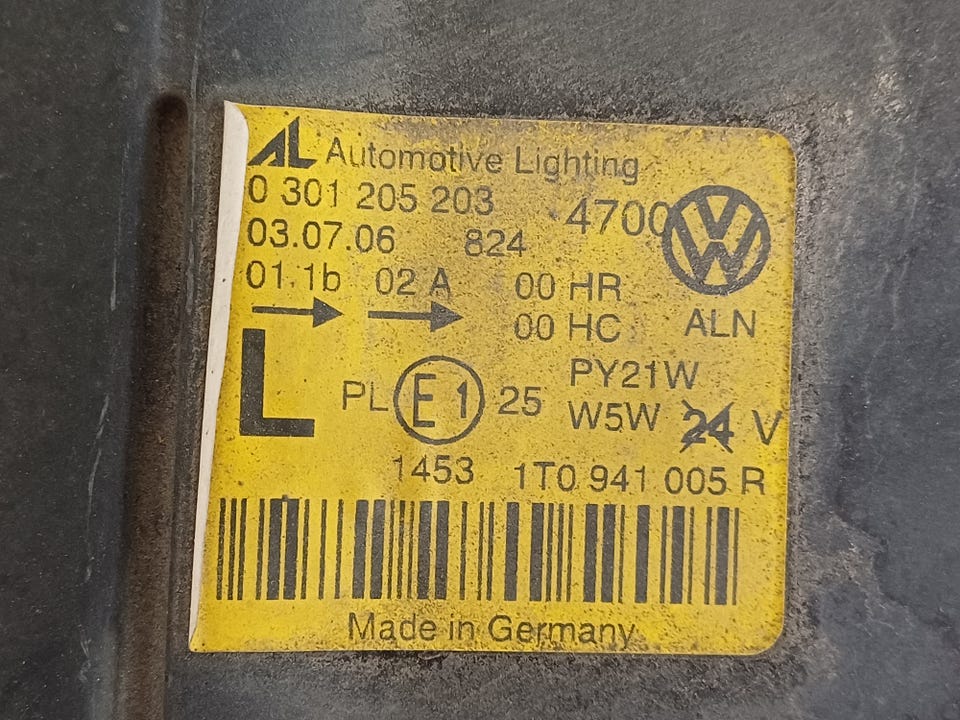 AL Automotive Lighting
0 301 205 203 4700
03.07.06 824
01.1b 02 A 00 HR
00 HC ALN
L PL E1 25 PY21W
W5W 24 V
1453 1T0 941 005 R
Made in Germany